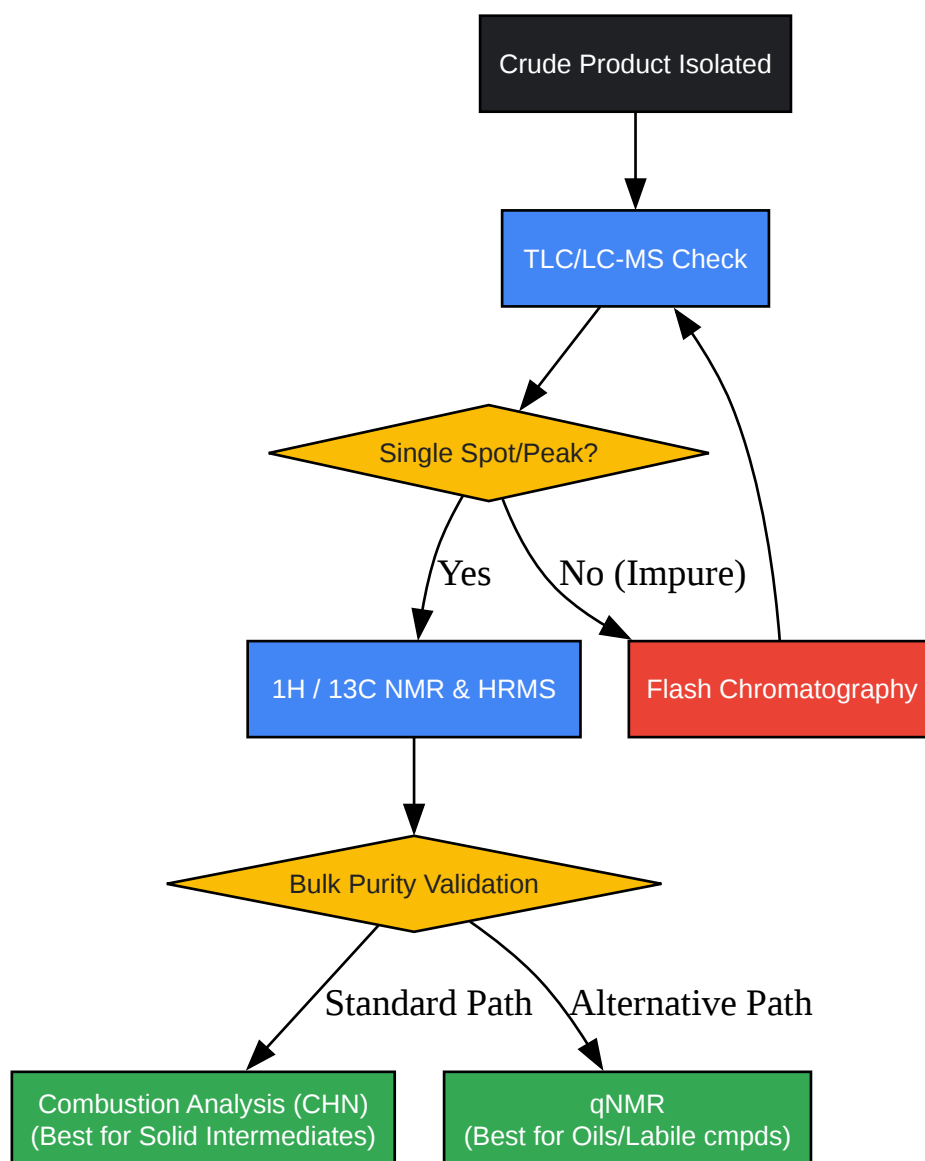 Crude Product Isolated
TLC/LC-MS Check
Single Spot/Peak?
Yes
No (Impure)
1H / 13C NMR & HRMS
Flash Chromatography
Bulk Purity Validation
Standard Path
Alternative Path
Combustion Analysis (CHN)
(Best for Solid Intermediates)
qNMR
(Best for Oils/Labile cmpds)